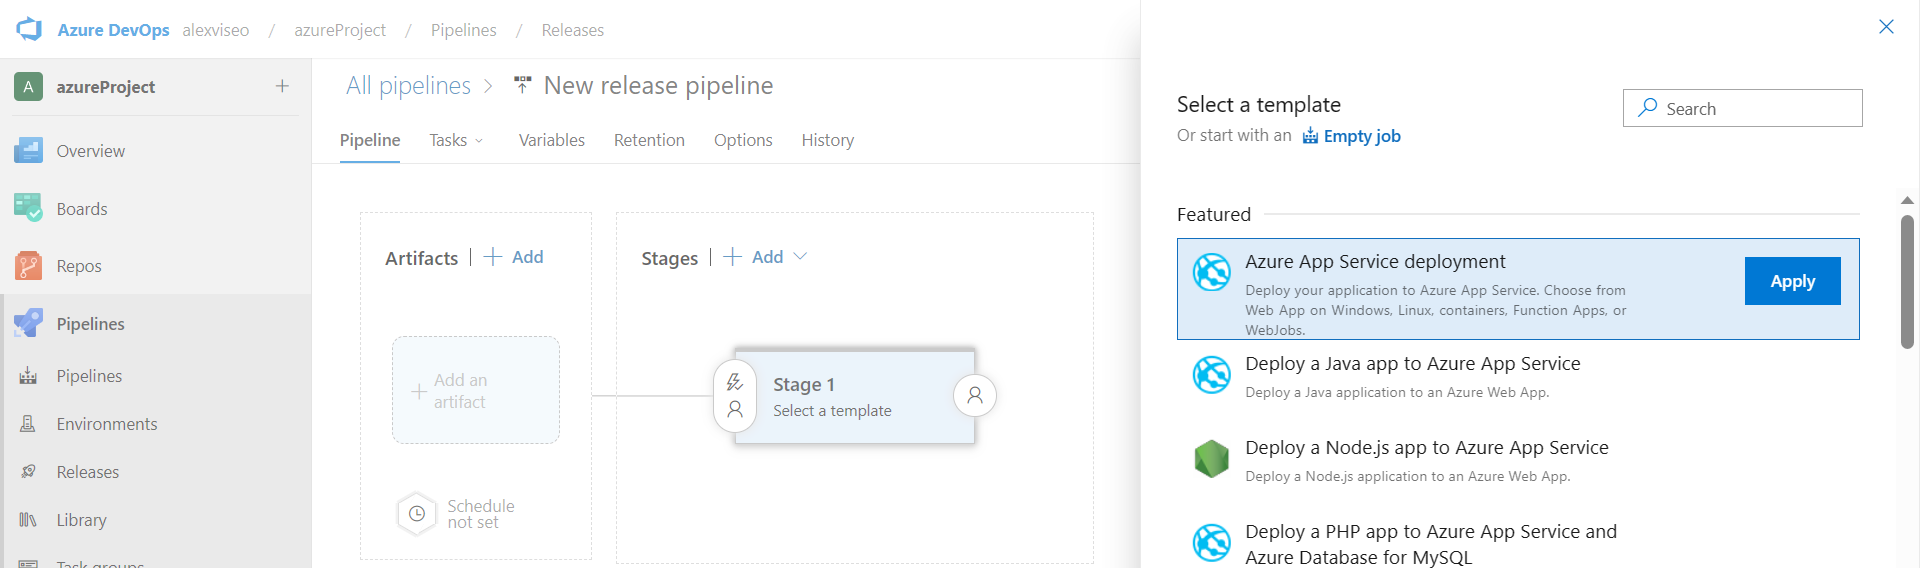 Azure DevOps alexviseo / azureProject / Pipelines / Releases
A azureProject +
Overview
Boards
Repos
Pipelines
Pipelines
Environments
Releases
Library
Task groups
All pipelines > New release pipeline
Pipeline Tasks Variables Retention Options History
Artifacts | + Add
+ Add an
artifact
Schedule
not set
Stages | + Add
Stage 1
Select a template
Select a template
Or start with an Empty job
Search
Featured
Azure App Service deployment
Deploy your application to Azure App Service. Choose from
Web App on Windows, Linux, containers, Function Apps, or
WebJobs.
Apply
Deploy a Java app to Azure App Service
Deploy a Java application to an Azure Web App.
Deploy a Node.js app to Azure App Service
Deploy a Node.js application to an Azure Web App.
Deploy a PHP app to Azure App Service and
Azure Database for MySQL